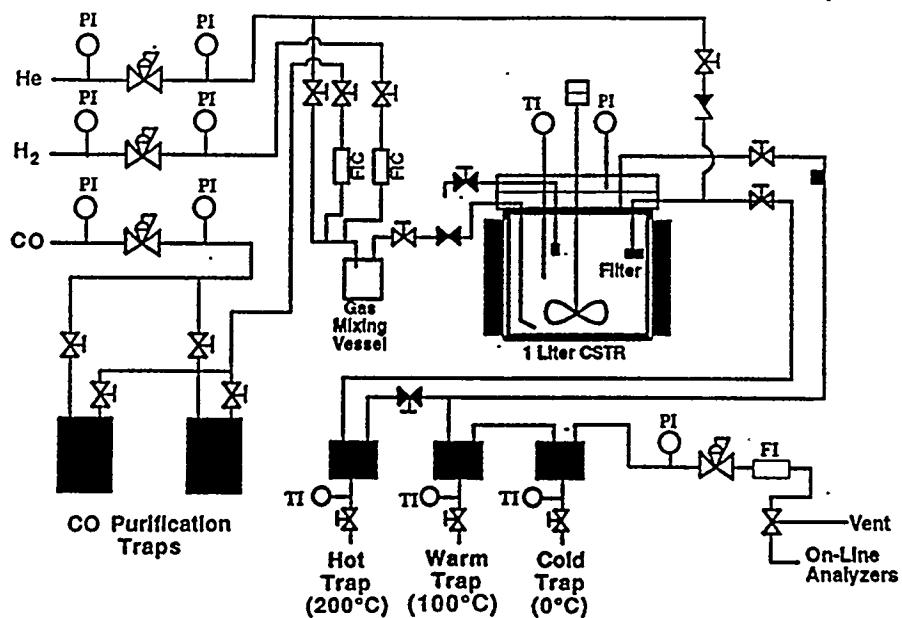 PI
PI
He
PI
PI
TI
PI
H2
FIC
FIC
PI
PI
CO
Filter
Gas
Mixing
Vessel
1 Liter CSTR
PI
FI
TI
TI
TI
CO Purification
Traps
Vent
Hot
Trap
(200°C)
Warm
Trap
(100°C)
Cold
Trap
(0°C)
On-Line
Analyzers